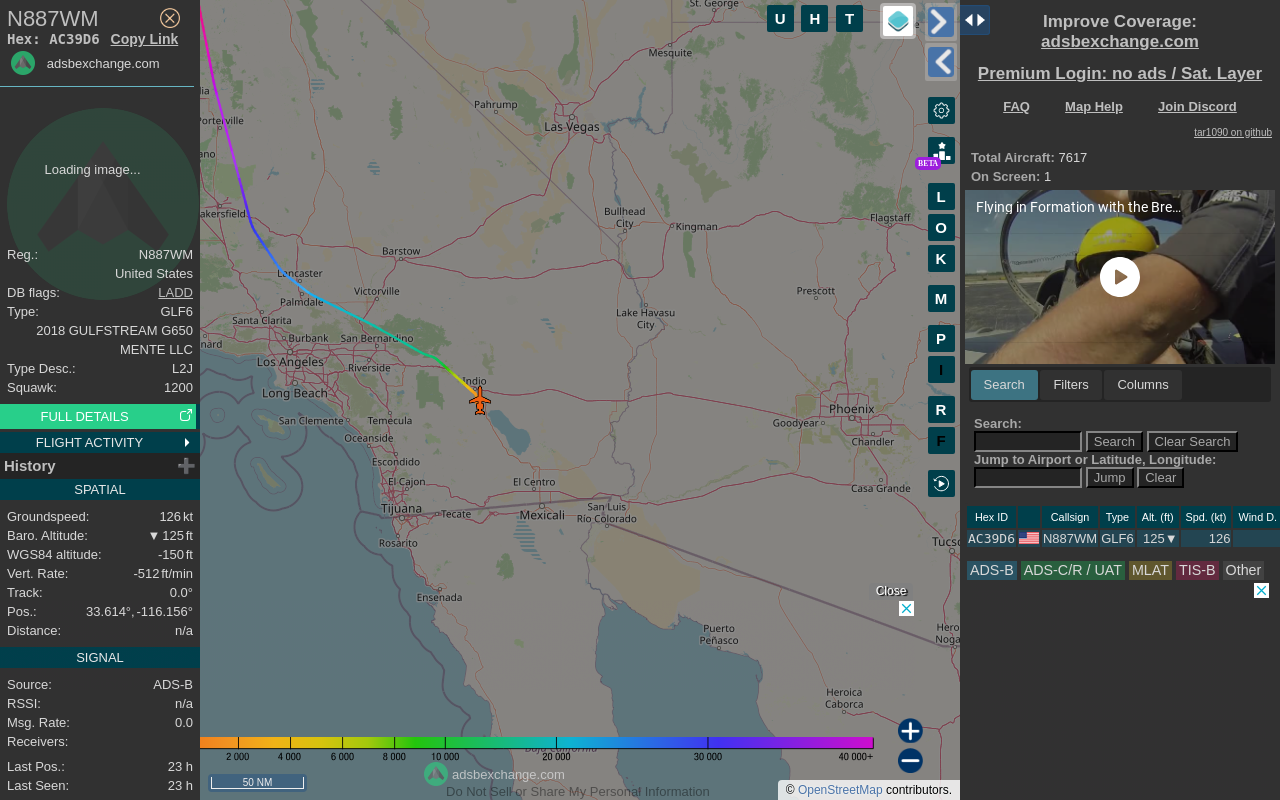 N887WM
Hex: AC39D6 Copy Link
adsbexchange.com
Loading image...
Reg.: N887WM
United States
DB flags: LADD
Type: GLF6
2018 GULFSTREAM G650
MENTE LLC
Type Desc.: L2J
Squawk: 1200
FULL DETAILS
FLIGHT ACTIVITY
History
SPATIAL
Groundspeed: 126 kt
Baro. Altitude: ▼ 125 ft
WGS84 altitude: -150 ft
Vert. Rate: -512 ft/min
Track: 0.0°
Pos.: 33.614°, -116.156°
Distance: n/a
SIGNAL
Source: ADS-B
RSSI: n/a
Msg. Rate: 0.0
Receivers:
Last Pos.: 23 h
Last Seen: 23 h
St. George
Mesquite
Pahrump
Las Vegas
lia
Porterville
ano
akersfield
Bullhead
City
Kingman
Flagstaff
Barstow
Lancaster
Palmdale
Victorville
Prescott
Lake Havasu
City
Santa Clarita
nard
Burbank
San Bernardino
Los Angeles
Riverside
Indio
Long Beach
Phoenix
Goodyear
Chandler
San Clemente
Temecula
Oceanside
Escondido
El Cajon
El Centro
Casa Grande
Tijuana
Tecate
Mexicali
San Luis
Río Colorado
Rosarito
Tucso
Ensenada
Puerto
Peñasco
Hero
Noga
Heroica
Caborca
Baja California
U H T
BETA
L
O
K
M
P
I
R
F
Close
2 000 4 000 6 000 8 000 10 000 20 000 30 000 40 000+
50 NM
adsbexchange.com
Do Not Sell or Share My Personal Information
© OpenStreetMap contributors.
Improve Coverage:
adsbexchange.com
Premium Login: no ads / Sat. Layer
FAQ Map Help Join Discord
tar1090 on github
Total Aircraft: 7617
On Screen: 1
Flying in Formation with the Bre...
Search Filters Columns
Search:
Search Clear Search
Jump to Airport or Latitude, Longitude:
Jump Clear
Hex ID Callsign Type Alt. (ft) Spd. (kt) Wind D.
AC39D6 N887WM GLF6 125▼ 126
ADS-B ADS-C/R / UAT MLAT TIS-B Other